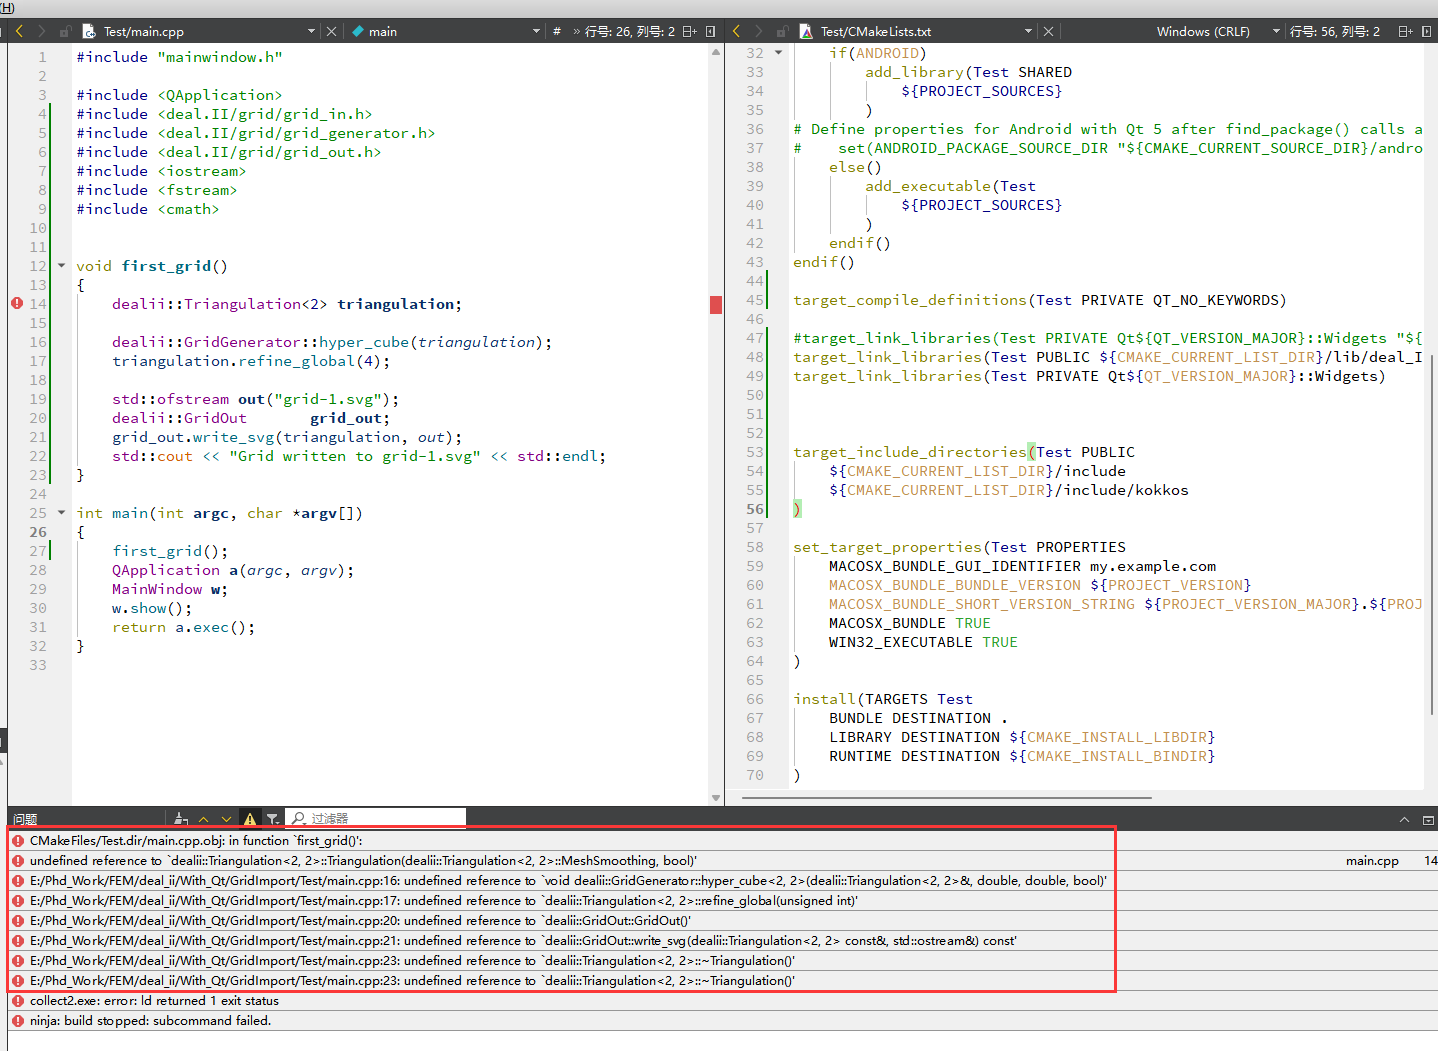 (H)
Test/main.cpp
main
#
» 行号: 26, 列号: 2
Test/CMakeLists.txt
Windows (CRLF)
行号: 56, 列号: 2
1 #include "mainwindow.h"
2
3 #include <QApplication>
4 #include <deal.II/grid/grid_in.h>
5 #include <deal.II/grid/grid_generator.h>
6 #include <deal.II/grid/grid_out.h>
7 #include <iostream>
8 #include <fstream>
9 #include <cmath>
10
11
12 void first_grid()
13 {
14 dealii::Triangulation<2> triangulation;
15
16 dealii::GridGenerator::hyper_cube(triangulation);
17 triangulation.refine_global(4);
18
19 std::ofstream out("grid-1.svg");
20 dealii::GridOut       grid_out;
21 grid_out.write_svg(triangulation, out);
22 std::cout << "Grid written to grid-1.svg" << std::endl;
23 }
24
25 int main(int argc, char *argv[])
26 {
27 first_grid();
28 QApplication a(argc, argv);
29 MainWindow w;
30 w.show();
31 return a.exec();
32 }
33
32 if(ANDROID)
33 add_library(Test SHARED
34 ${PROJECT_SOURCES}
35 )
36 # Define properties for Android with Qt 5 after find_package() calls a
37 #    set(ANDROID_PACKAGE_SOURCE_DIR "${CMAKE_CURRENT_SOURCE_DIR}/andro
38 else()
39 add_executable(Test
40 ${PROJECT_SOURCES}
41 )
42 endif()
43 endif()
44
45 target_compile_definitions(Test PRIVATE QT_NO_KEYWORDS)
46
47 #target_link_libraries(Test PRIVATE Qt${QT_VERSION_MAJOR}::Widgets "${
48 target_link_libraries(Test PUBLIC ${CMAKE_CURRENT_LIST_DIR}/lib/deal_I
49 target_link_libraries(Test PRIVATE Qt${QT_VERSION_MAJOR}::Widgets)
50
51
52
53 target_include_directories(Test PUBLIC
54 ${CMAKE_CURRENT_LIST_DIR}/include
55 ${CMAKE_CURRENT_LIST_DIR}/include/kokkos
56 )
57
58 set_target_properties(Test PROPERTIES
59 MACOSX_BUNDLE_GUI_IDENTIFIER my.example.com
60 MACOSX_BUNDLE_BUNDLE_VERSION ${PROJECT_VERSION}
61 MACOSX_BUNDLE_SHORT_VERSION_STRING ${PROJECT_VERSION_MAJOR}.${PROJ
62 MACOSX_BUNDLE TRUE
63 WIN32_EXECUTABLE TRUE
64 )
65
66 install(TARGETS Test
67 BUNDLE DESTINATION .
68 LIBRARY DESTINATION ${CMAKE_INSTALL_LIBDIR}
69 RUNTIME DESTINATION ${CMAKE_INSTALL_BINDIR}
70 )
问题
过滤器
CMakeFiles/Test.dir/main.cpp.obj: in function `first_grid()':
undefined reference to `dealii::Triangulation<2, 2>::Triangulation(dealii::Triangulation<2, 2>::MeshSmoothing, bool)' main.cpp 14
E:/Phd_Work/FEM/deal_ii/With_Qt/GridImport/Test/main.cpp:16: undefined reference to `void dealii::GridGenerator::hyper_cube<2, 2>(dealii::Triangulation<2, 2>&, double, double, bool)'
E:/Phd_Work/FEM/deal_ii/With_Qt/GridImport/Test/main.cpp:17: undefined reference to `dealii::Triangulation<2, 2>::refine_global(unsigned int)'
E:/Phd_Work/FEM/deal_ii/With_Qt/GridImport/Test/main.cpp:20: undefined reference to `dealii::GridOut::GridOut()'
E:/Phd_Work/FEM/deal_ii/With_Qt/GridImport/Test/main.cpp:21: undefined reference to `dealii::GridOut::write_svg(dealii::Triangulation<2, 2> const&, std::ostream&) const'
E:/Phd_Work/FEM/deal_ii/With_Qt/GridImport/Test/main.cpp:23: undefined reference to `dealii::Triangulation<2, 2>::~Triangulation()'
E:/Phd_Work/FEM/deal_ii/With_Qt/GridImport/Test/main.cpp:23: undefined reference to `dealii::Triangulation<2, 2>::~Triangulation()'
collect2.exe: error: ld returned 1 exit status
ninja: build stopped: subcommand failed.